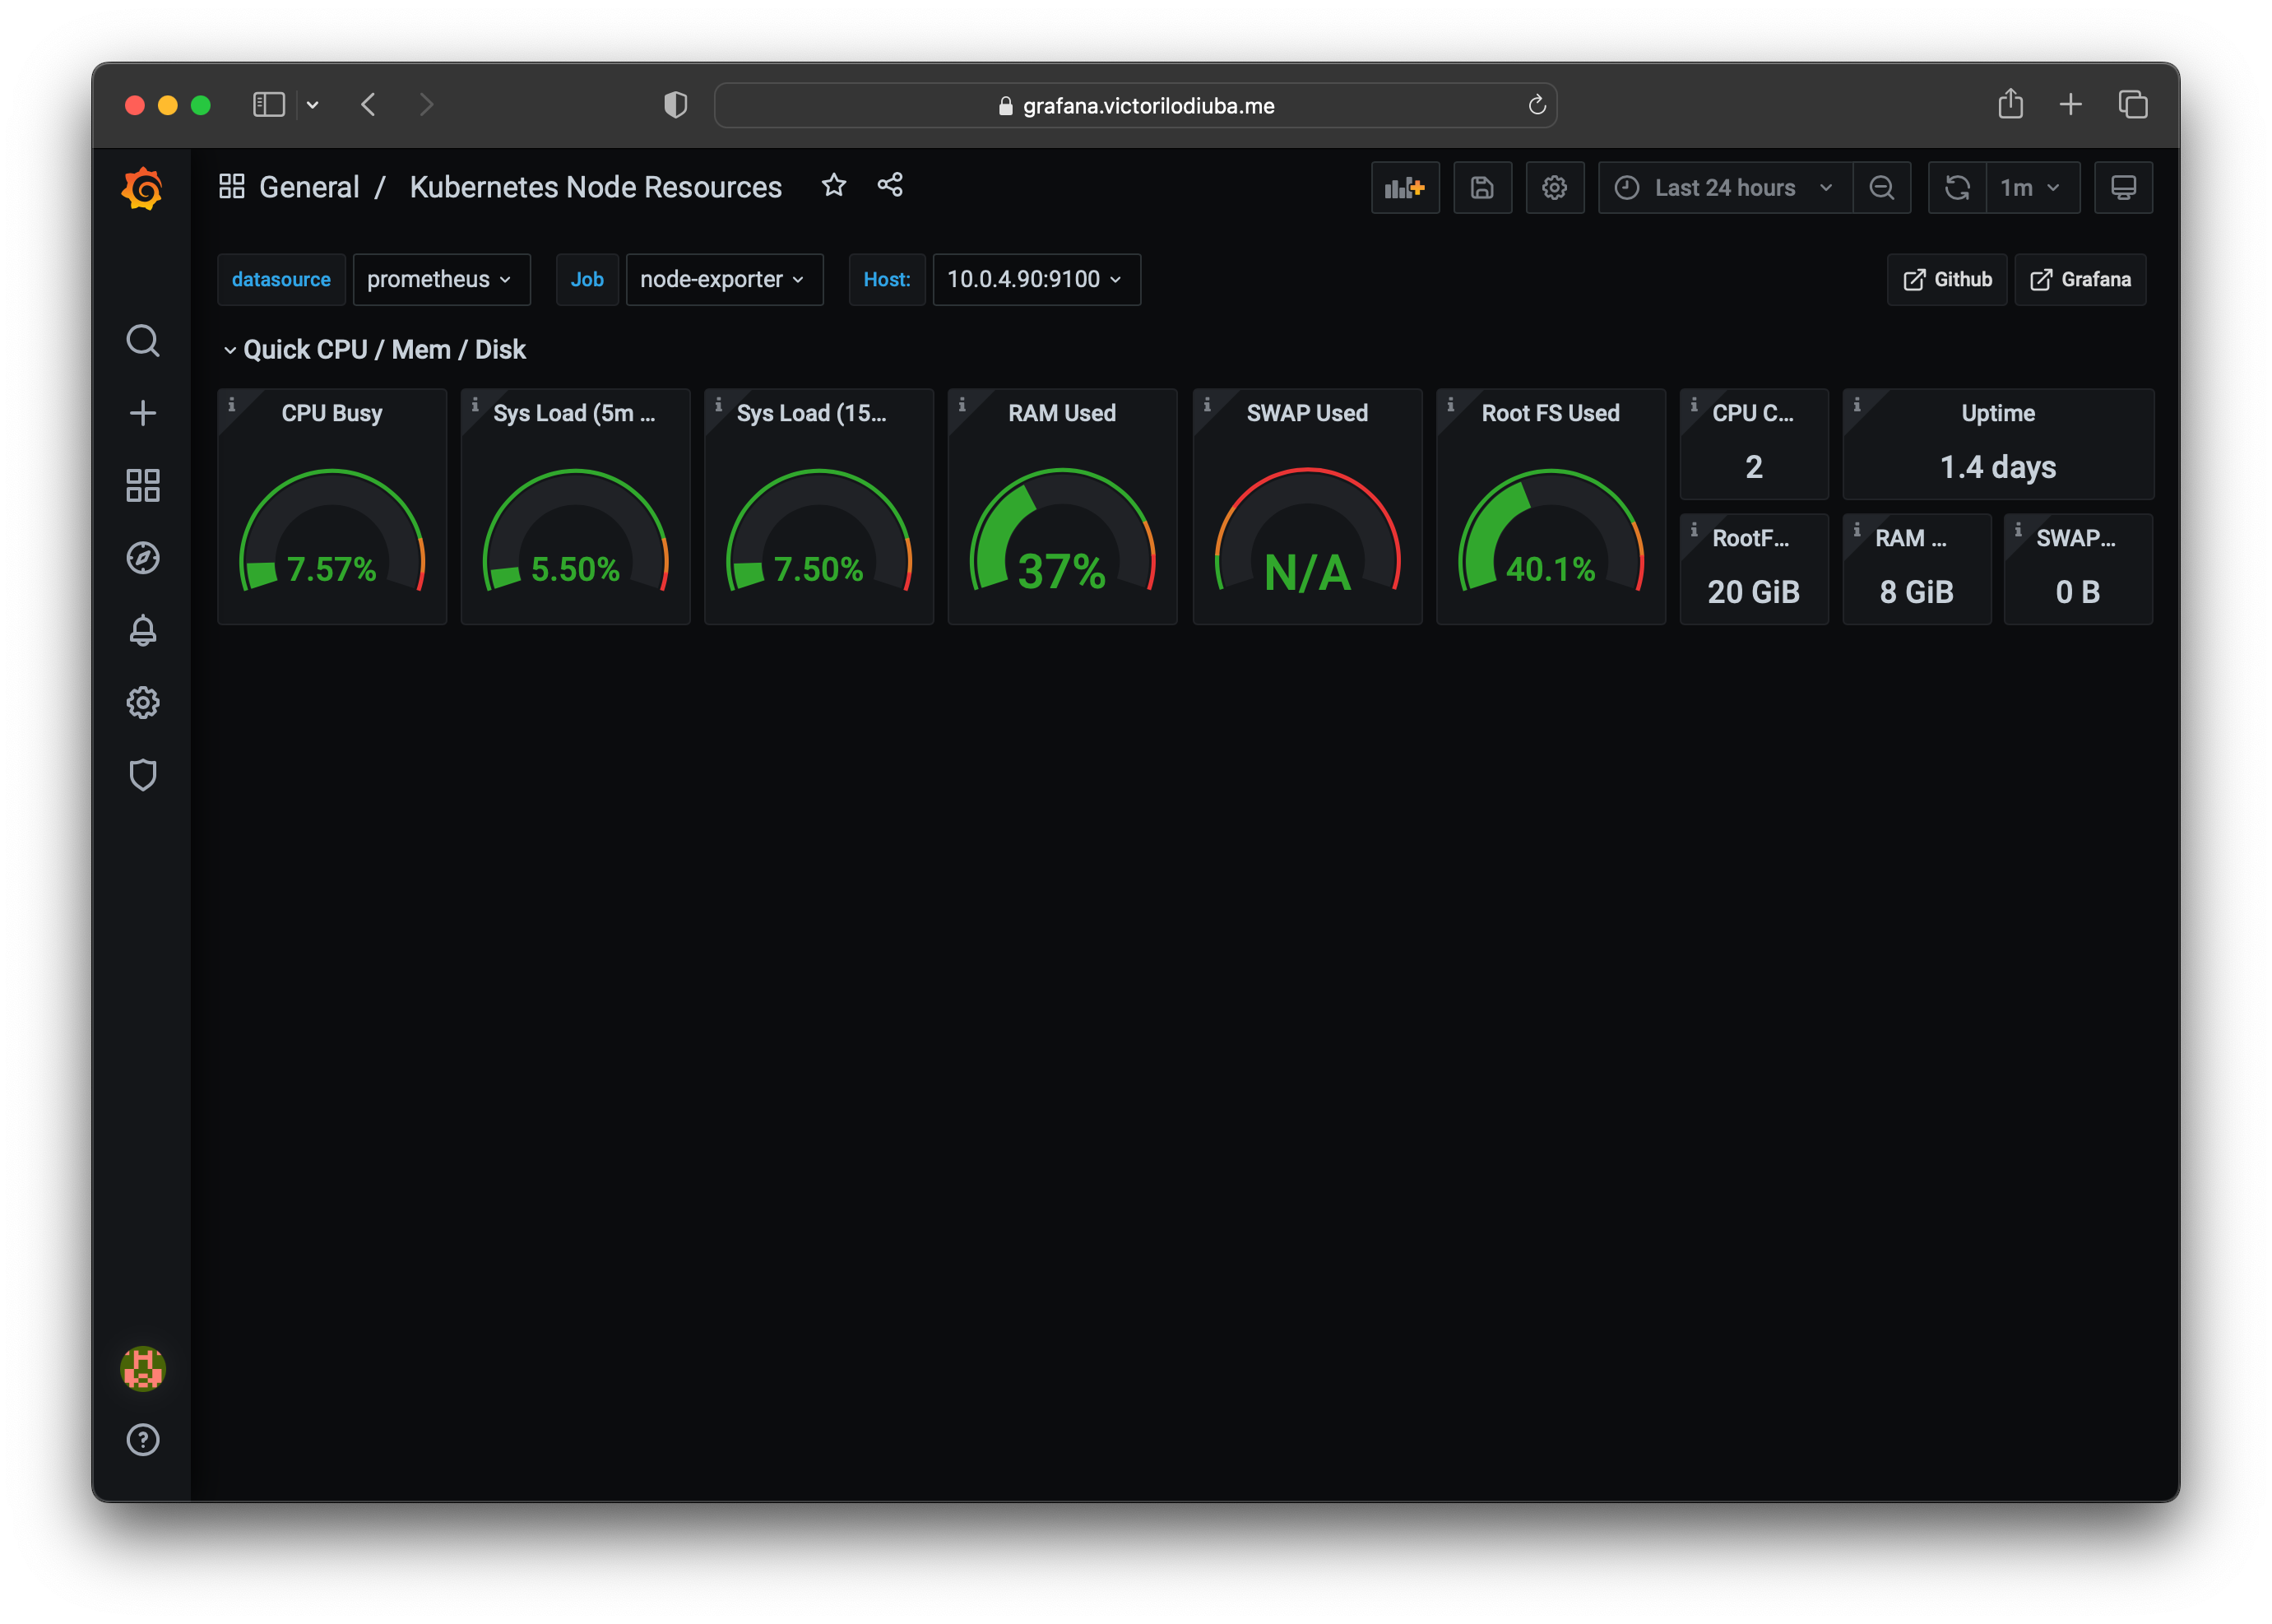 grafana.victorilodiuba.me
General / Kubernetes Node Resources
Last 24 hours
1m
datasource prometheus Job node-exporter Host: 10.0.4.90:9100
Github Grafana
Quick CPU / Mem / Disk
CPU Busy
7.57%
Sys Load (5m ...
5.50%
Sys Load (15...
7.50%
RAM Used
37%
SWAP Used
N/A
Root FS Used
40.1%
CPU C...
2
Uptime
1.4 days
RootF...
20 GiB
RAM ...
8 GiB
SWAP...
0 B